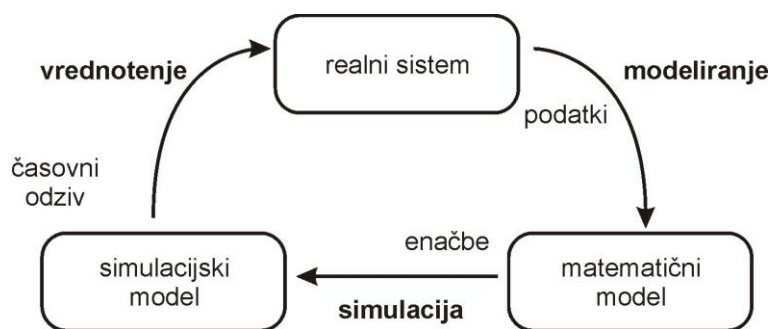 vrednotenje
realni sistem
modeliranje
podatki
časovni
odziv
enačbe
simulacijski
model
matematični
model
simulacija